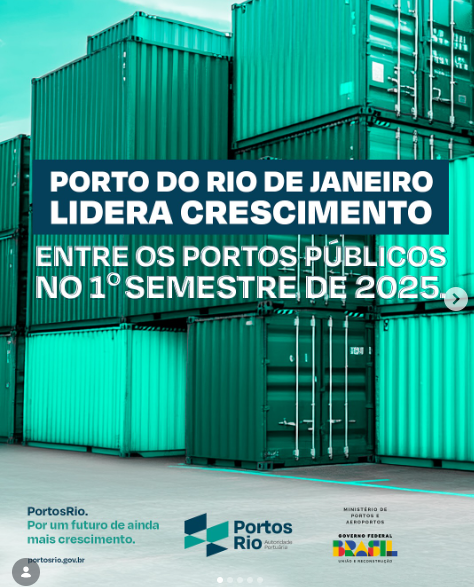 PORTO DO RIO DE JANEIRO
LIDERA CRESCIMENTO
ENTRE OS PORTOS PÚBLICOS
NO 1º SEMESTRE DE 2025.
PortosRio.
Por um futuro de ainda
mais crescimento.
portosrio.gov.br
Portos
Rio
Autoridade
Portuária
MINISTÉRIO DE
PORTOS E
AEROPORTOS
GOVERNO FEDERAL
BRASIL
UNIÃO E RECONSTRUÇÃO